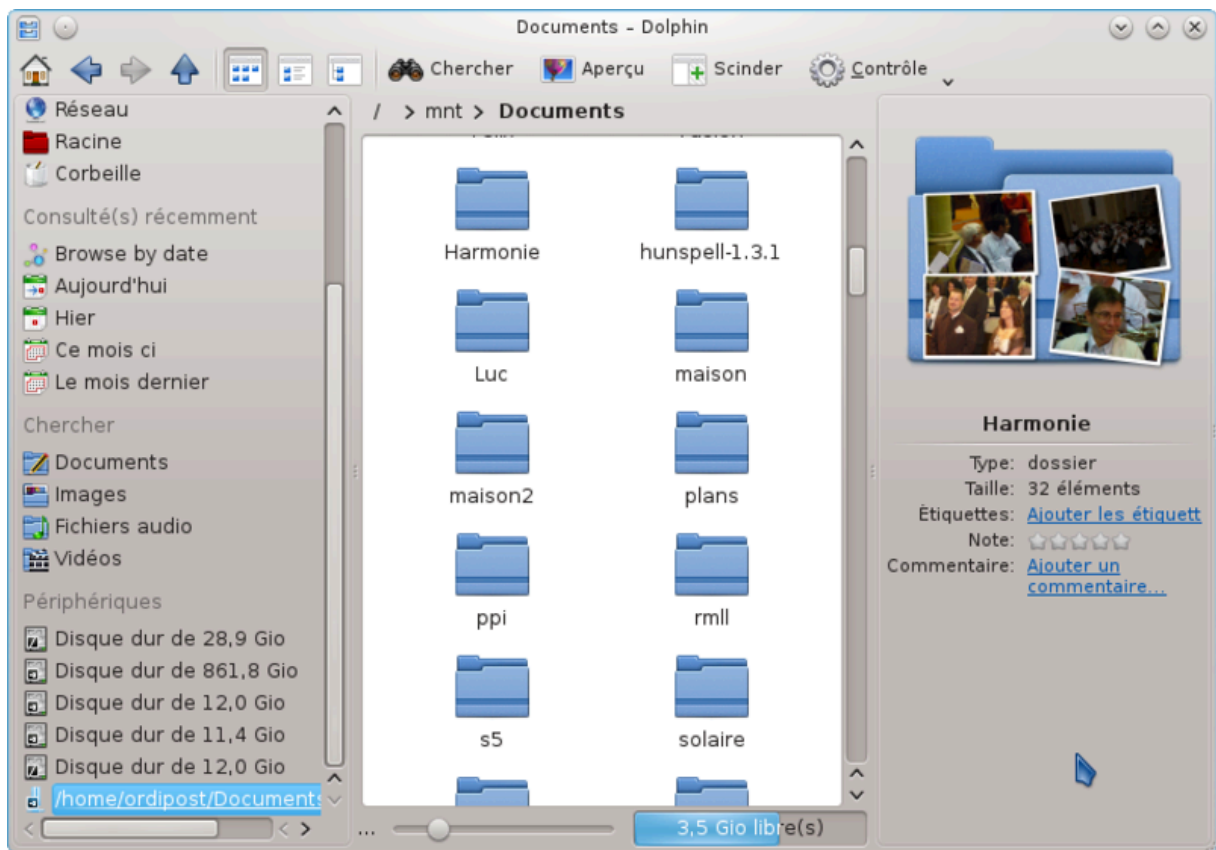 Documents – Dolphin
Chercher Aperçu Scinder Contrôle
Réseau
Racine
Corbeille
Consulté(s) récemment
Browse by date
Aujourd'hui
Hier
Ce mois ci
Le mois dernier
Chercher
Documents
Images
Fichiers audio
Vidéos
Périphériques
Disque dur de 28,9 Gio
Disque dur de 861,8 Gio
Disque dur de 12,0 Gio
Disque dur de 11,4 Gio
Disque dur de 12,0 Gio
/home/ordipost/Documents
/ > mnt > Documents
Harmonie hunspell-1.3.1
Luc maison
maison2 plans
ppi rmll
s5 solaire
... 3,5 Gio libre(s)
Harmonie
Type: dossier
Taille: 32 éléments
Étiquettes: Ajouter les étiquett
Note:
Commentaire: Ajouter un
commentaire...